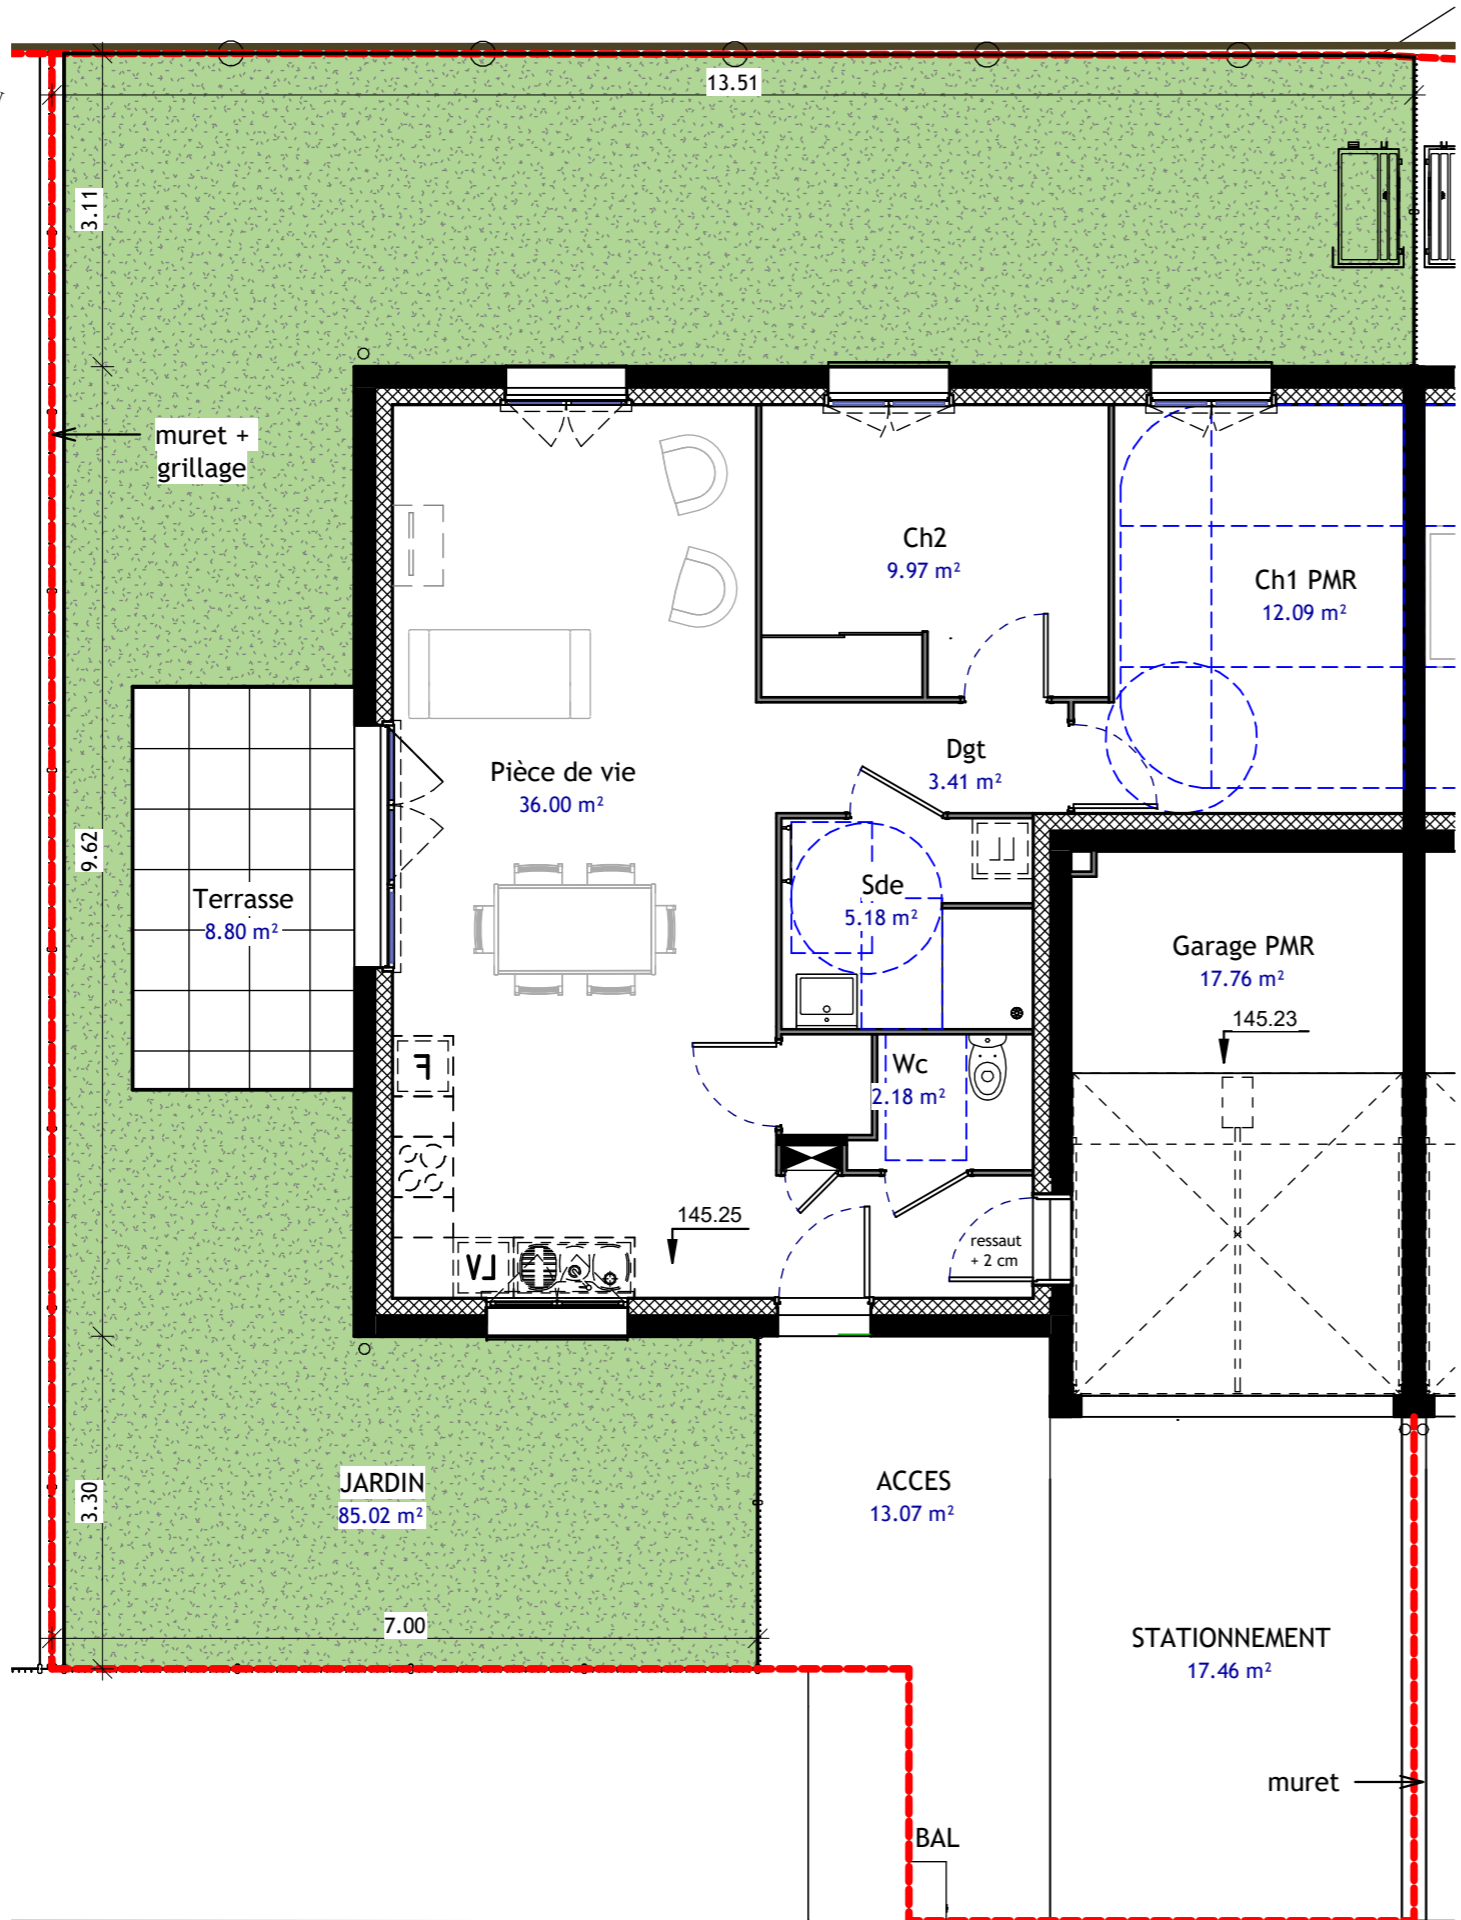 13.51
3.11
muret +
grillage
Ch2
9.97 m²
Ch1 PMR
12.09 m²
Pièce de vie
36.00 m²
Dgt
3.41 m²
9.62
Terrasse
8.80 m²
LL
Sde
5.18 m²
Garage PMR
17.76 m²
145.23
F
Wc
2.18 m²
145.25
ressaut
+ 2 cm
LV
JARDIN
85.02 m²
ACCES
13.07 m²
3.30
7.00
STATIONNEMENT
17.46 m²
muret
BAL